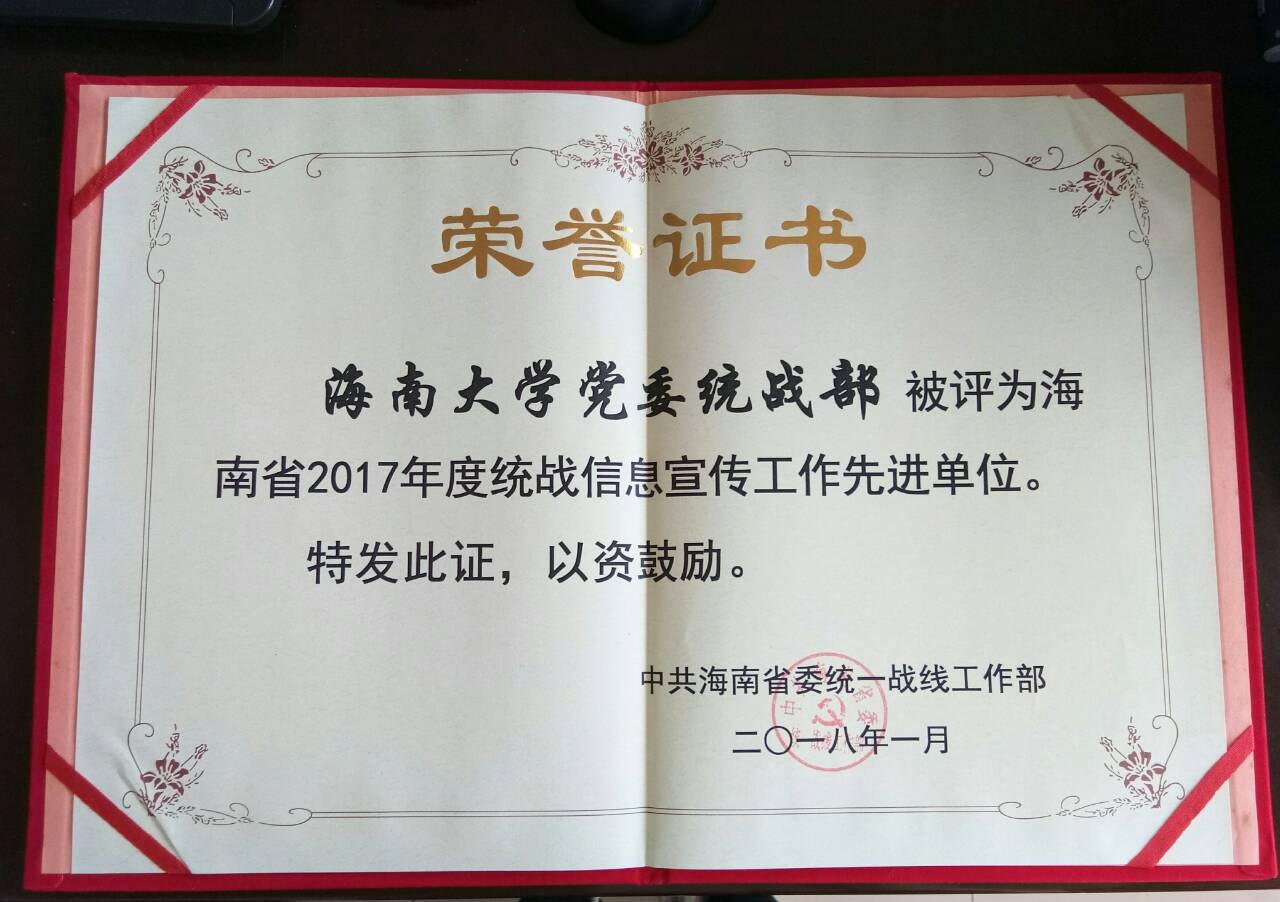 荣誉证书
海南大学党委统战部 被评为海
南省2017年度统战信息宣传工作先进单位。
特发此证，以资鼓励。
中共海南省委统一战线工作部
二〇一八年一月